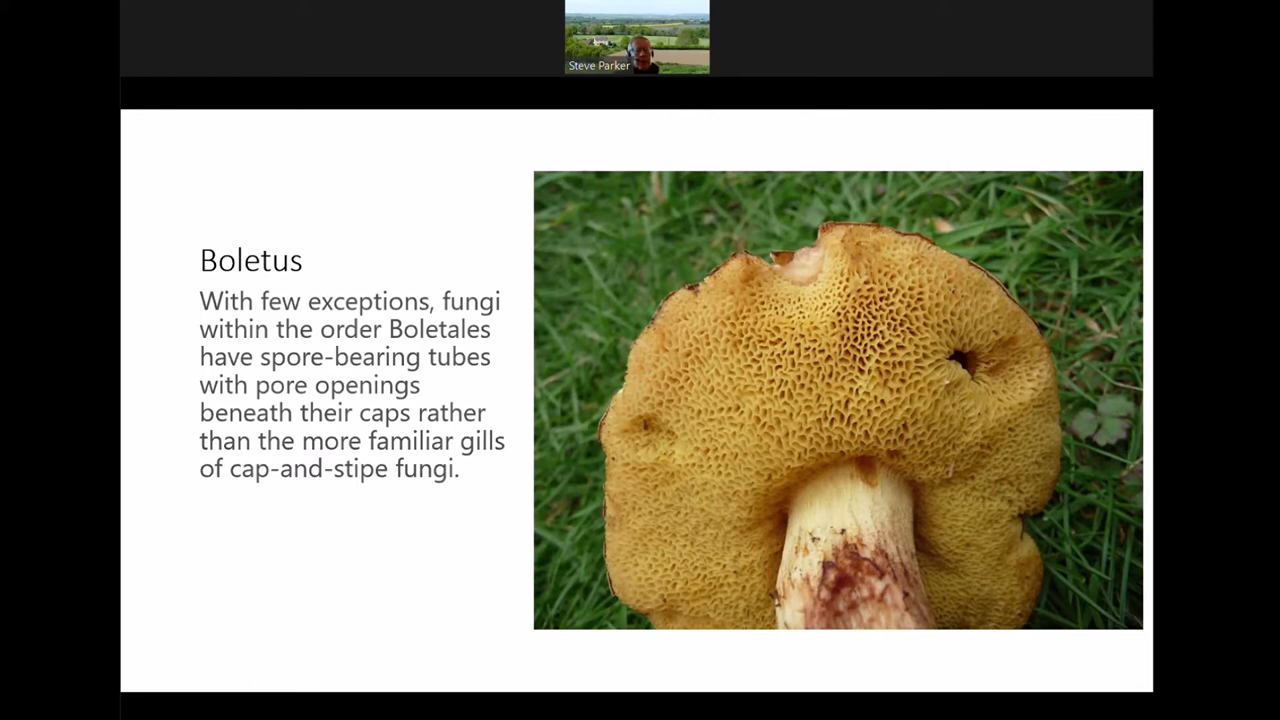 Steve Parker
Boletus
With few exceptions, fungi
within the order Boletales
have spore-bearing tubes
with pore openings
beneath their caps rather
than the more familiar gills
of cap-and-stipe fungi.